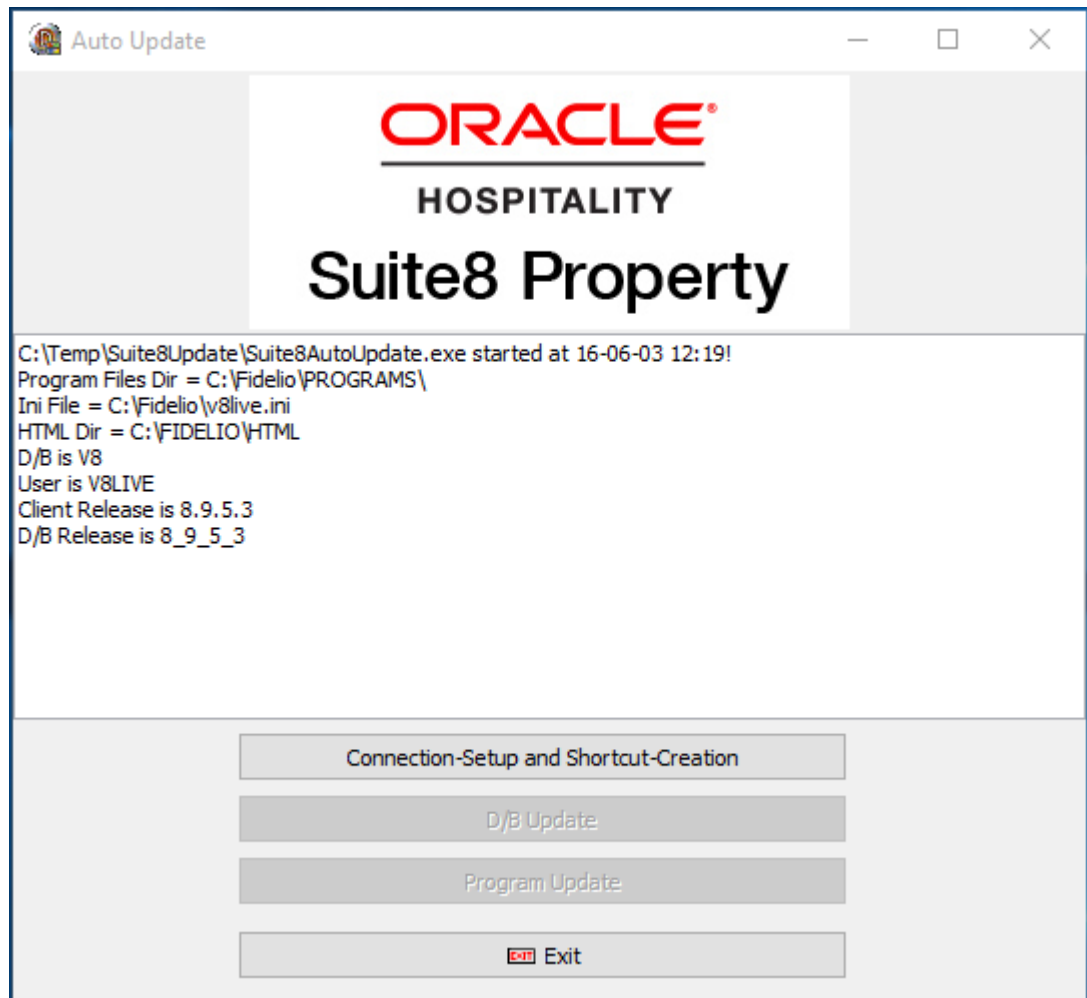 Auto Update
ORACLE®
HOSPITALITY
Suite8 Property
C:\Temp\Suite8Update\Suite8AutoUpdate.exe started at 16-06-03 12:19!
Program Files Dir = C:\Fidelio\PROGRAMS\
Ini File = C:\Fidelio\v8live.ini
HTML Dir = C:\FIDELIO\HTML
D/B is V8
User is V8LIVE
Client Release is 8.9.5.3
D/B Release is 8_9_5_3
Connection-Setup and Shortcut-Creation
D/B Update
Program Update
EXIT Exit